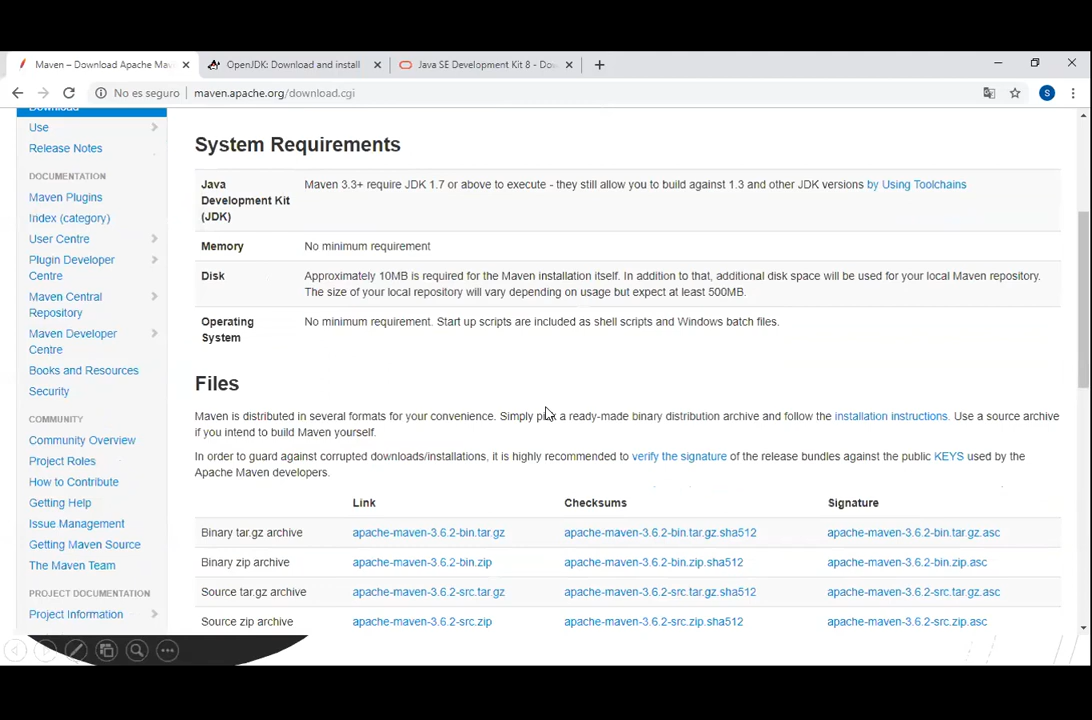 Maven – Download Apache Mav
OpenJDK: Download and install
Java SE Development Kit 8 - Dow
No es seguro
maven.apache.org/download.cgi
S
Download
Use
Release Notes
DOCUMENTATION
Maven Plugins
Index (category)
User Centre
Plugin Developer
Centre
Maven Central
Repository
Maven Developer
Centre
Books and Resources
Security
COMMUNITY
Community Overview
Project Roles
How to Contribute
Getting Help
Issue Management
Getting Maven Source
The Maven Team
PROJECT DOCUMENTATION
Project Information
System Requirements
Java
Development Kit
(JDK)
Maven 3.3+ require JDK 1.7 or above to execute - they still allow you to build against 1.3 and other JDK versions by Using Toolchains
Memory
No minimum requirement
Disk
Approximately 10MB is required for the Maven installation itself. In addition to that, additional disk space will be used for your local Maven repository.
The size of your local repository will vary depending on usage but expect at least 500MB.
Operating
System
No minimum requirement. Start up scripts are included as shell scripts and Windows batch files.
Files
Maven is distributed in several formats for your convenience. Simply pick a ready-made binary distribution archive and follow the installation instructions. Use a source archive
if you intend to build Maven yourself.
In order to guard against corrupted downloads/installations, it is highly recommended to verify the signature of the release bundles against the public KEYS used by the
Apache Maven developers.
Link Checksums Signature
Binary tar.gz archive apache-maven-3.6.2-bin.tar.gz apache-maven-3.6.2-bin.tar.gz.sha512 apache-maven-3.6.2-bin.tar.gz.asc
Binary zip archive apache-maven-3.6.2-bin.zip apache-maven-3.6.2-bin.zip.sha512 apache-maven-3.6.2-bin.zip.asc
Source tar.gz archive apache-maven-3.6.2-src.tar.gz apache-maven-3.6.2-src.tar.gz.sha512 apache-maven-3.6.2-src.tar.gz.asc
Source zip archive apache-maven-3.6.2-src.zip apache-maven-3.6.2-src.zip.sha512 apache-maven-3.6.2-src.zip.asc